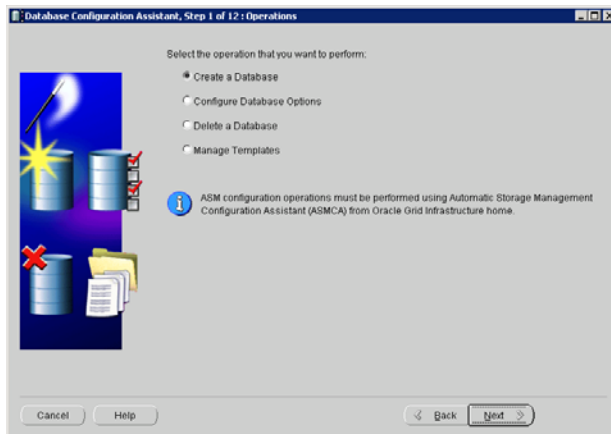 Database Configuration Assistant, Step 1 of 12 : Operations
Select the operation that you want to perform:
Create a Database
Configure Database Options
Delete a Database
Manage Templates
ASM configuration operations must be performed using Automatic Storage Management
Configuration Assistant (ASMCA) from Oracle Grid Infrastructure home.
Cancel
Help
Back
Next